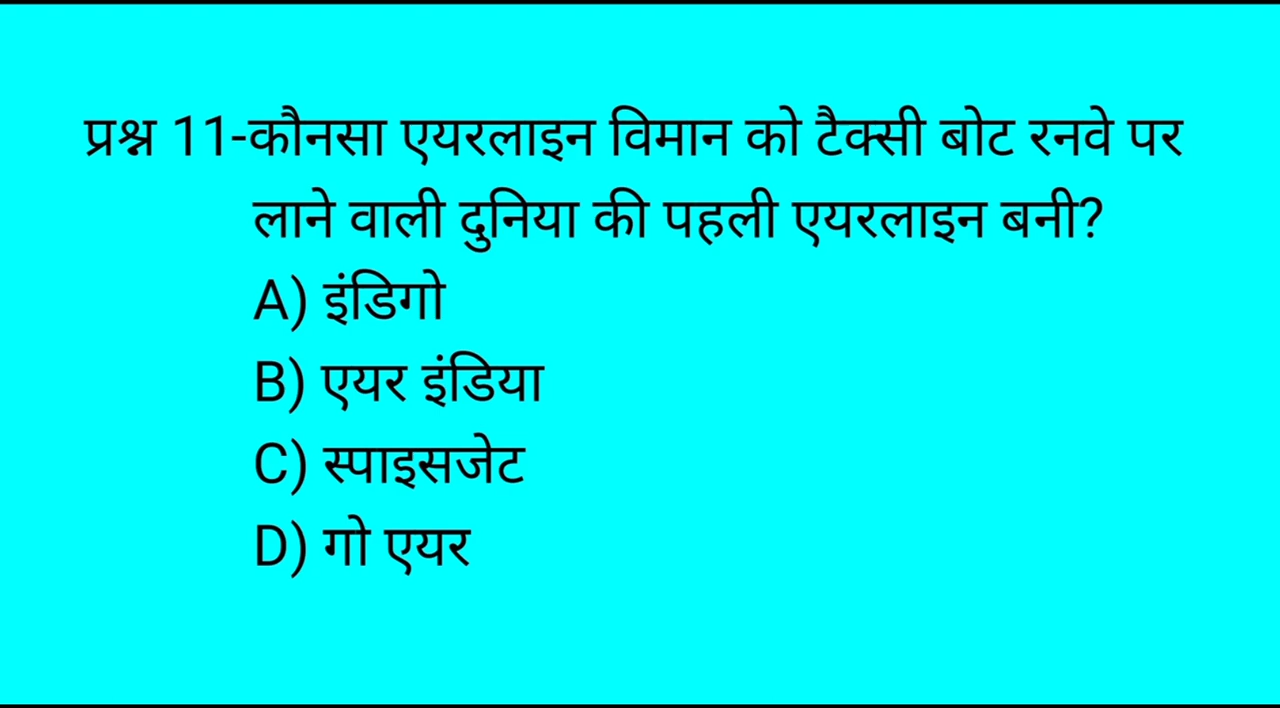 प्रश्न 11-कौनसा एयरलाइन विमान को टैक्सी बोट रनवे पर
लाने वाली दुनिया की पहली एयरलाइन बनी?
A) इंडिगो
B) एयर इंडिया
C) स्पाइसजेट
D) गो एयर